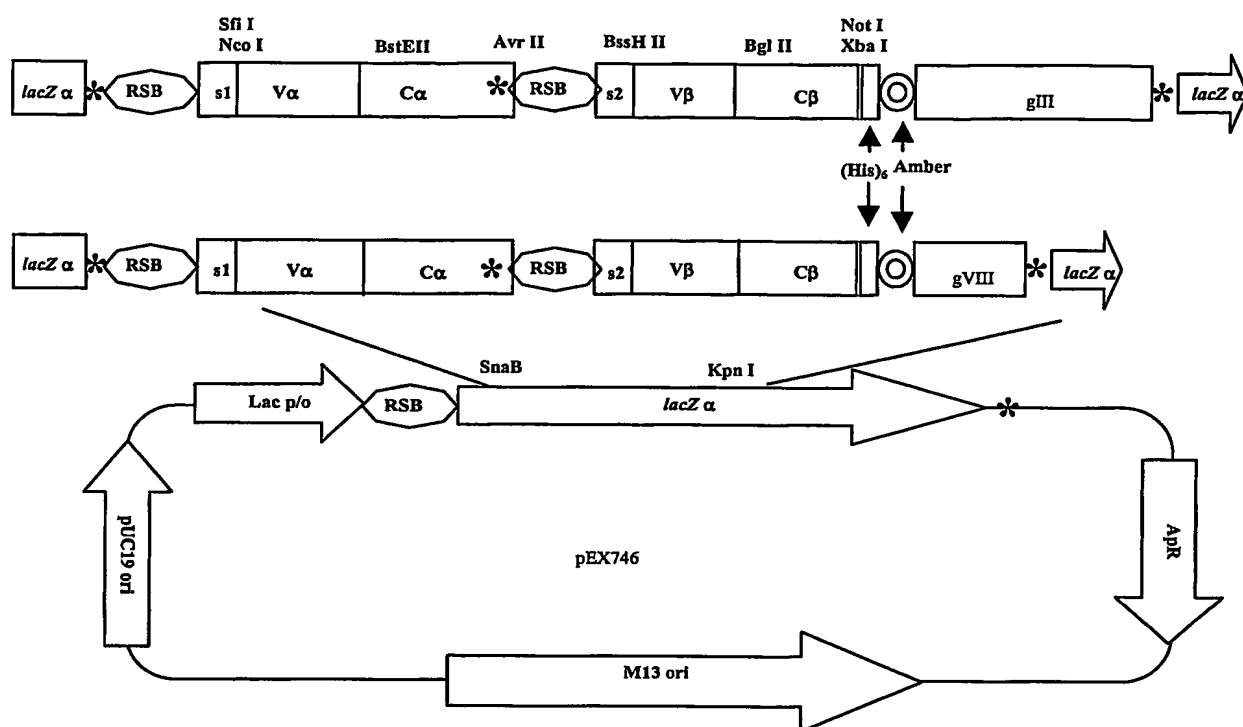 Sfi I Not I
Nco I BstEII Avr II BssH II Bgl II Xba I
lacZ α * RSB s1 Vα Cα * RSB s2 Vβ Cβ gIII * lacZ α
(His)6 Amber
lacZ α * RSB s1 Vα Cα * RSB s2 Vβ Cβ gVIII * lacZ α
SnaB Kpn I
Lac p/o RSB lacZ α *
pUC19 ori ApR
pEX746
M13 ori